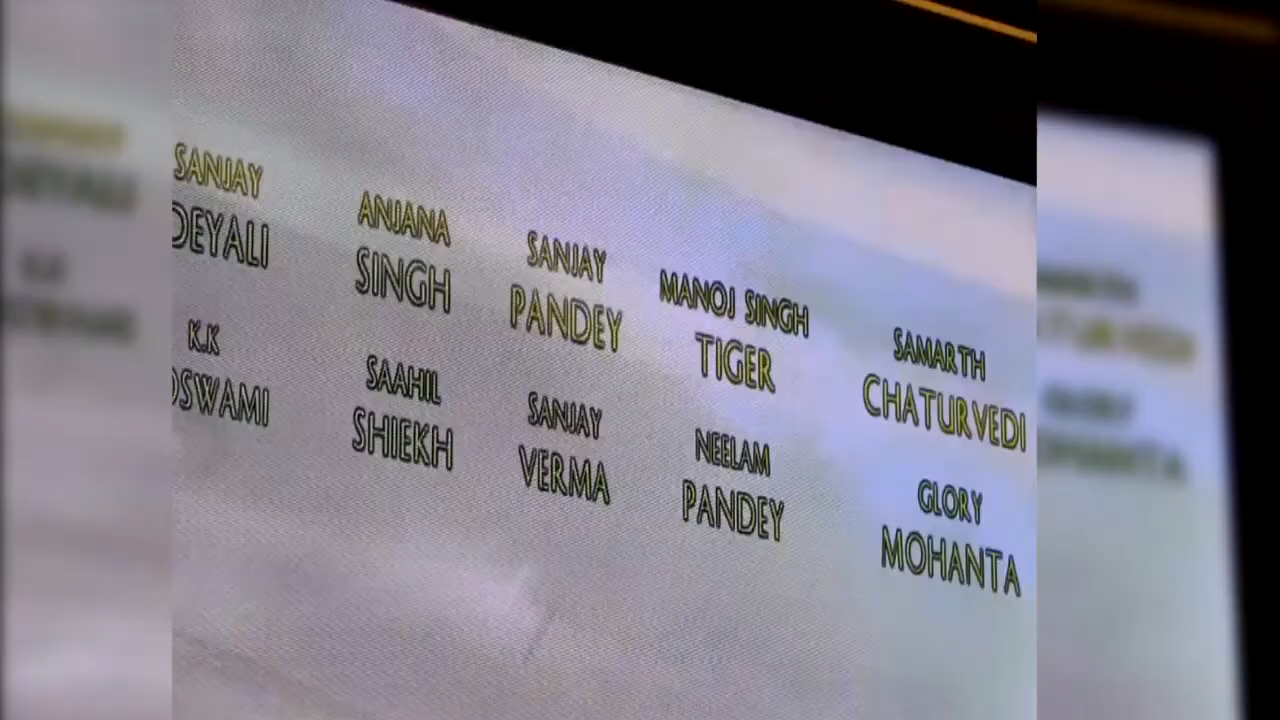 SANJAY ANJANA SANJAY MANOJ SINGH SAMARTH
DEYALI SINGH PANDEY TIGER CHATURVEDI
K.K SAAHIL SANJAY NEELAM GLORY
OSWAMI SHIEKH VERMA PANDEY MOHANTA